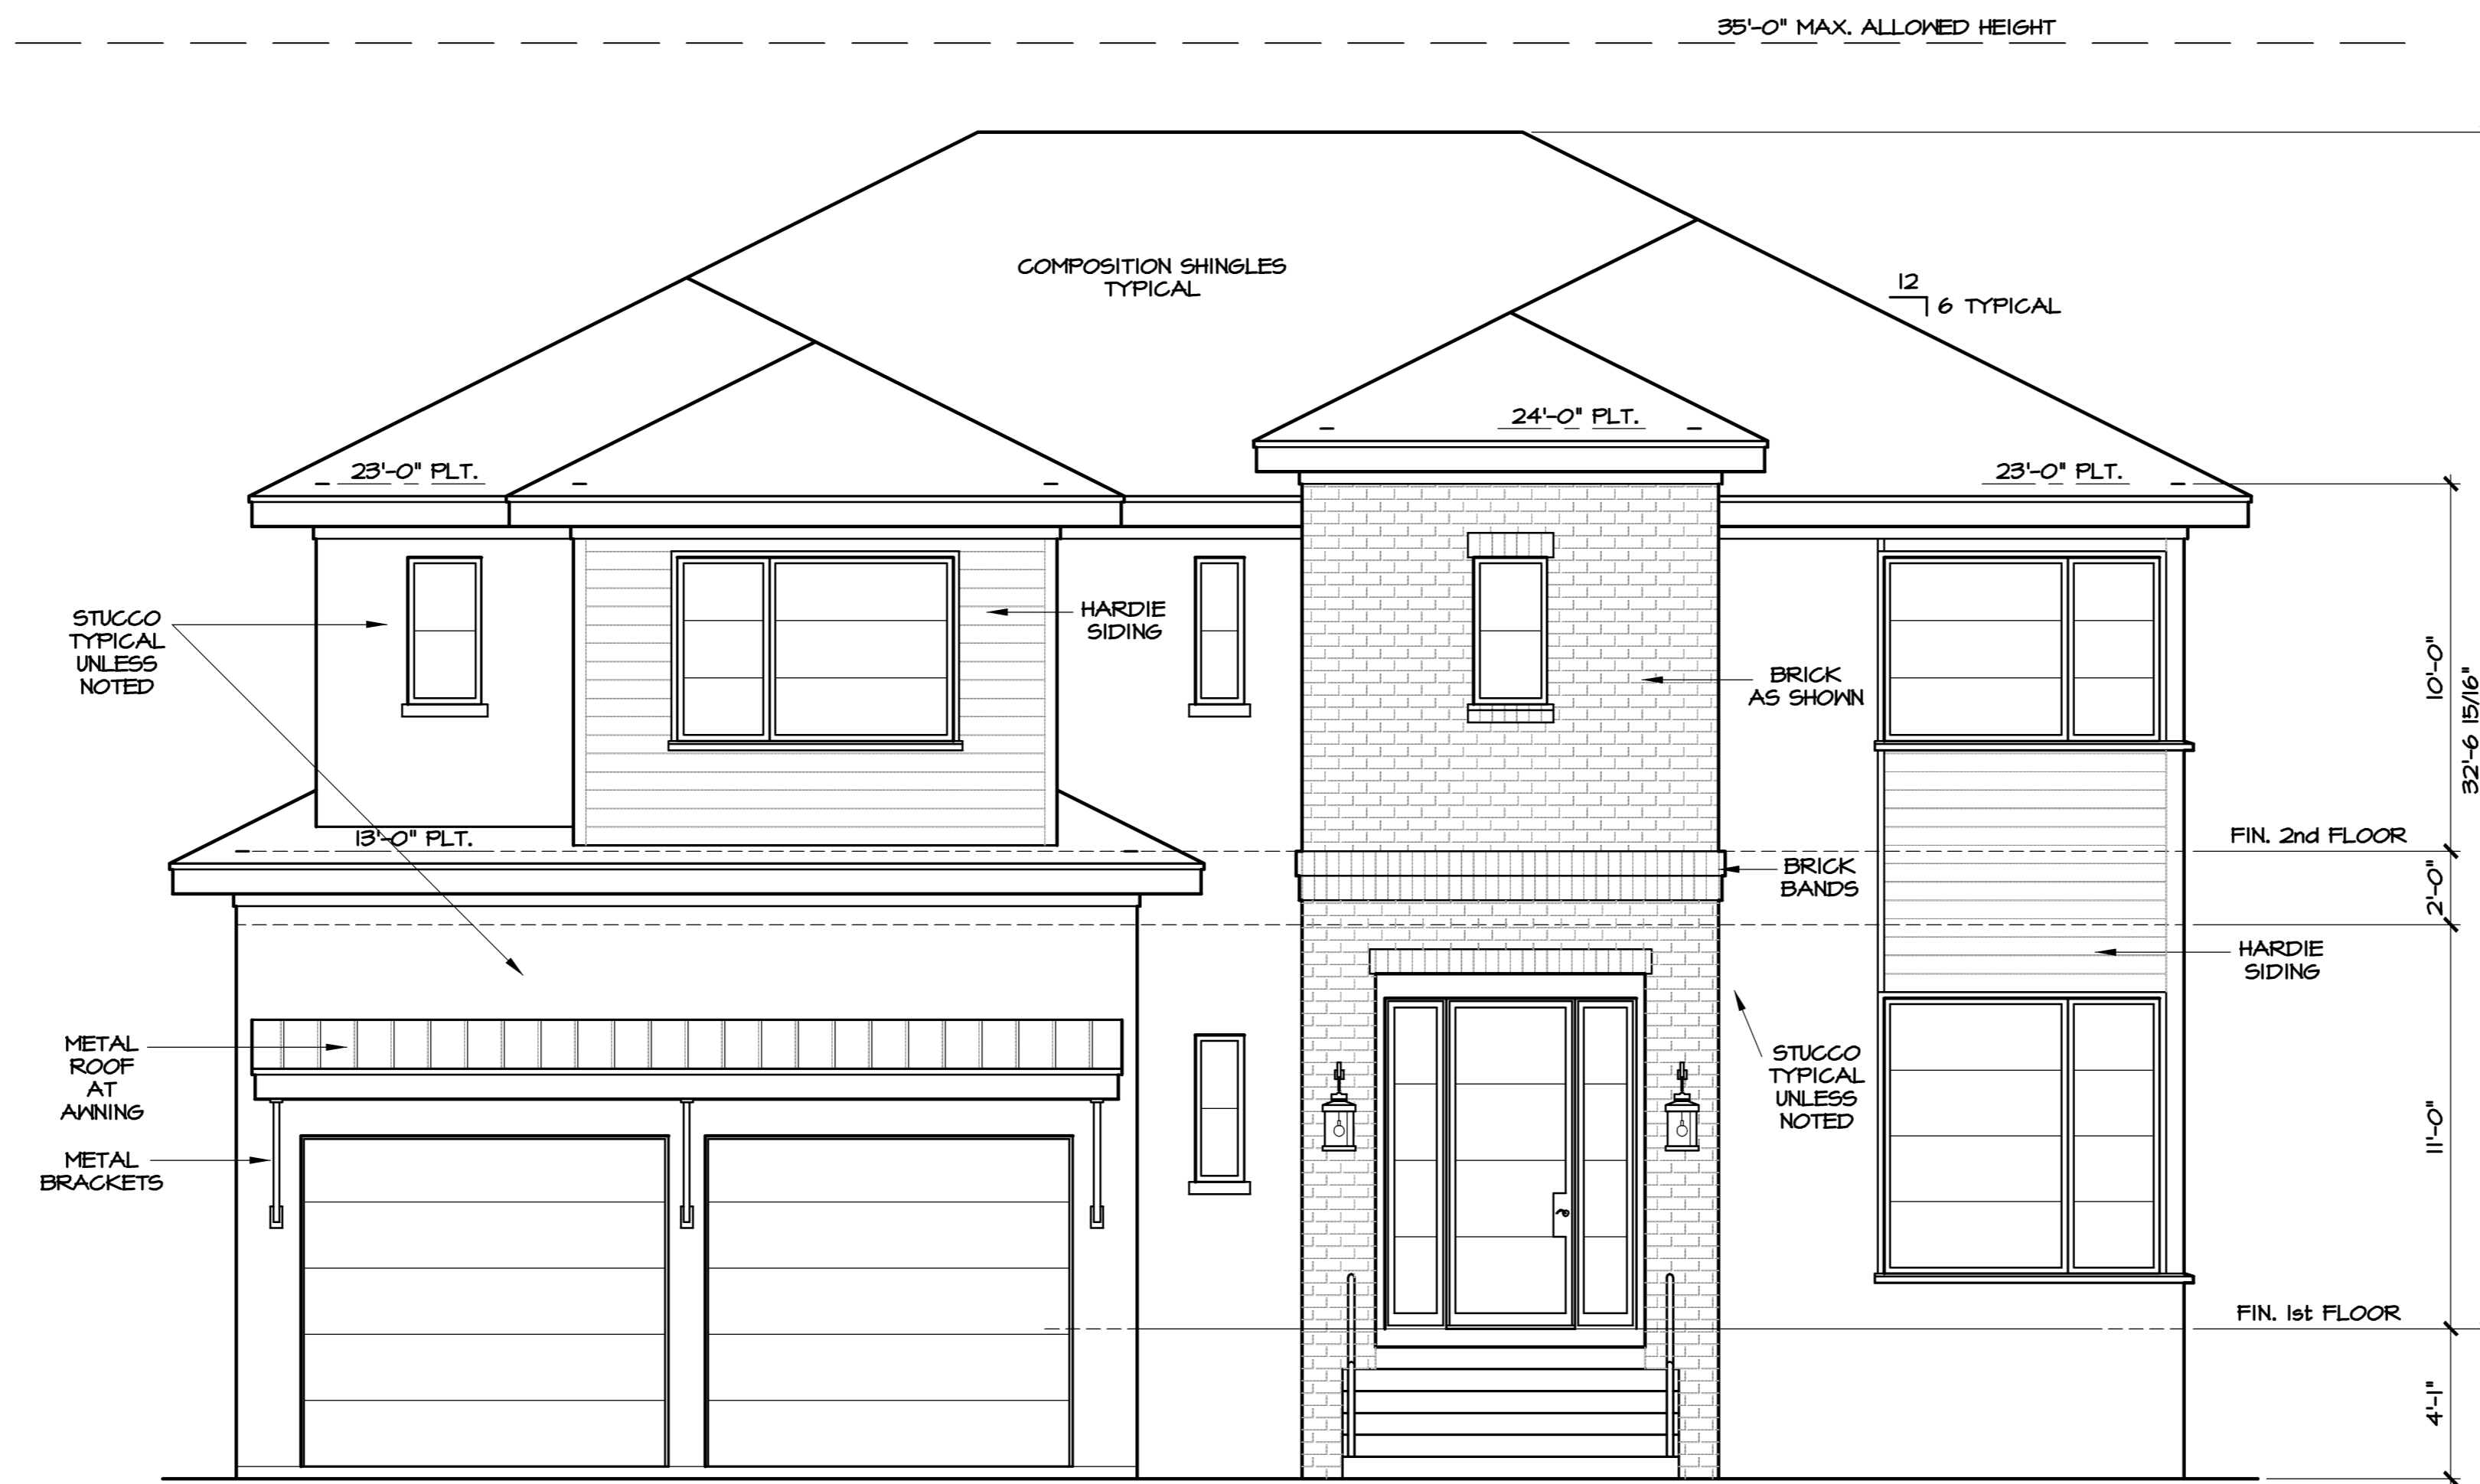 35'-0" MAX. ALLOWED HEIGHT
COMPOSITION SHINGLES
TYPICAL
12
6 TYPICAL
24'-0" PLT.
23'-0" PLT.
23'-0" PLT.
STUCCO
TYPICAL
UNLESS
NOTED
HARDIE
SIDING
BRICK
AS SHOWN
10'-0"
32'-6 15/16"
13'-0" PLT.
FIN. 2nd FLOOR
BRICK
BANDS
2'-0"
HARDIE
SIDING
METAL
ROOF
AT
AWNING
STUCCO
TYPICAL
UNLESS
NOTED
11'-0"
METAL
BRACKETS
FIN. 1st FLOOR
4'-1"